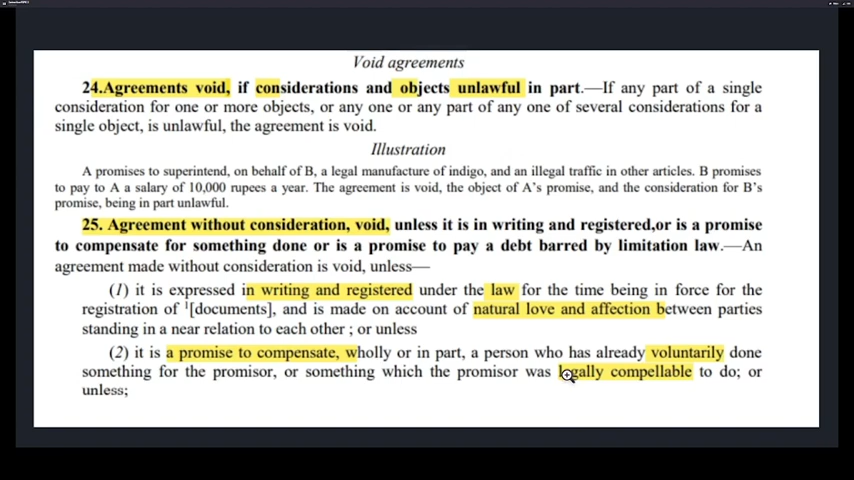 Void agreements
24.Agreements void, if considerations and objects unlawful in part.—If any part of a single
consideration for one or more objects, or any one or any part of any one of several considerations for a
single object, is unlawful, the agreement is void.
Illustration
A promises to superintend, on behalf of B, a legal manufacture of indigo, and an illegal traffic in other articles. B promises
to pay to A a salary of 10,000 rupees a year. The agreement is void, the object of A's promise, and the consideration for B's
promise, being in part unlawful.
25. Agreement without consideration, void, unless it is in writing and registered,or is a promise
to compensate for something done or is a promise to pay a debt barred by limitation law.—An
agreement made without consideration is void, unless—
(1) it is expressed in writing and registered under the law for the time being in force for the
registration of ¹[documents], and is made on account of natural love and affection between parties
standing in a near relation to each other ; or unless
(2) it is a promise to compensate, wholly or in part, a person who has already voluntarily done
something for the promisor, or something which the promisor was legally compellable to do; or
unless;